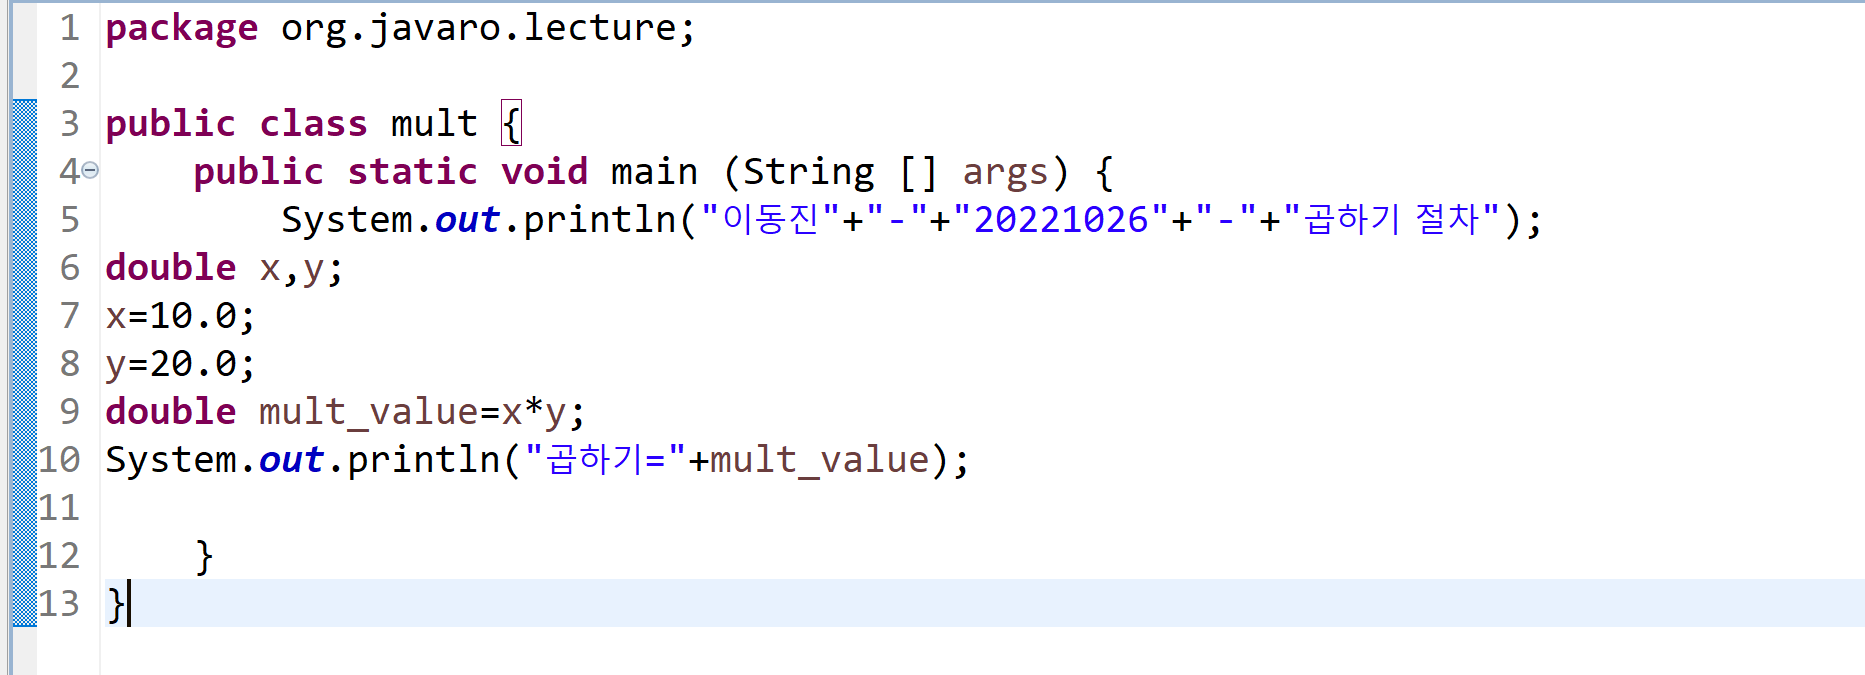 1 package org.javaro.lecture;
2
3 public class mult {
4     public static void main (String [] args) {
5         System.out.println("이동진"+"-"+"20221026"+"-"+"곱하기 절차");
6 double x,y;
7 x=10.0;
8 y=20.0;
9 double mult_value=x*y;
10 System.out.println("곱하기="+mult_value);
11
12     }
13 }